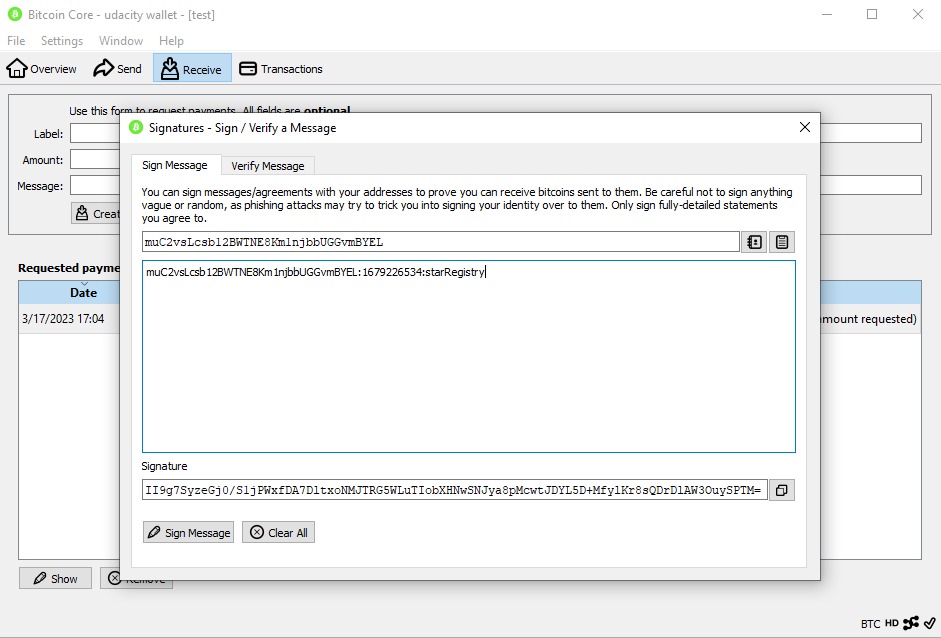 Bitcoin Core - udacity wallet - [test]
File Settings Window Help
Overview Send Receive Transactions
Use this form to request payments. All fields are optional.
Label:
Amount:
Message:
Creat
Requested payme
Date
3/17/2023 17:04
mount requested)
Signatures - Sign / Verify a Message
Sign Message Verify Message
You can sign messages/agreements with your addresses to prove you can receive bitcoins sent to them. Be careful not to sign anything
vague or random, as phishing attacks may try to trick you into signing your identity over to them. Only sign fully-detailed statements
you agree to.
muC2vsLcsb12BWTNE8Km1njbbUGGvmBYEL
muC2vsLcsb12BWTNE8Km1njbbUGGvmBYEL:1679226534:starRegistry
Signature
II9g7SyzeGj0/S1jPWxfDA7DltxoNMJTRG5WLuTIobXHNwSNJya8pMcwtJDYL5D+MfylKr8sQDrDlAW3OuySPTM=
Sign Message Clear All
Show Remove
BTC HD